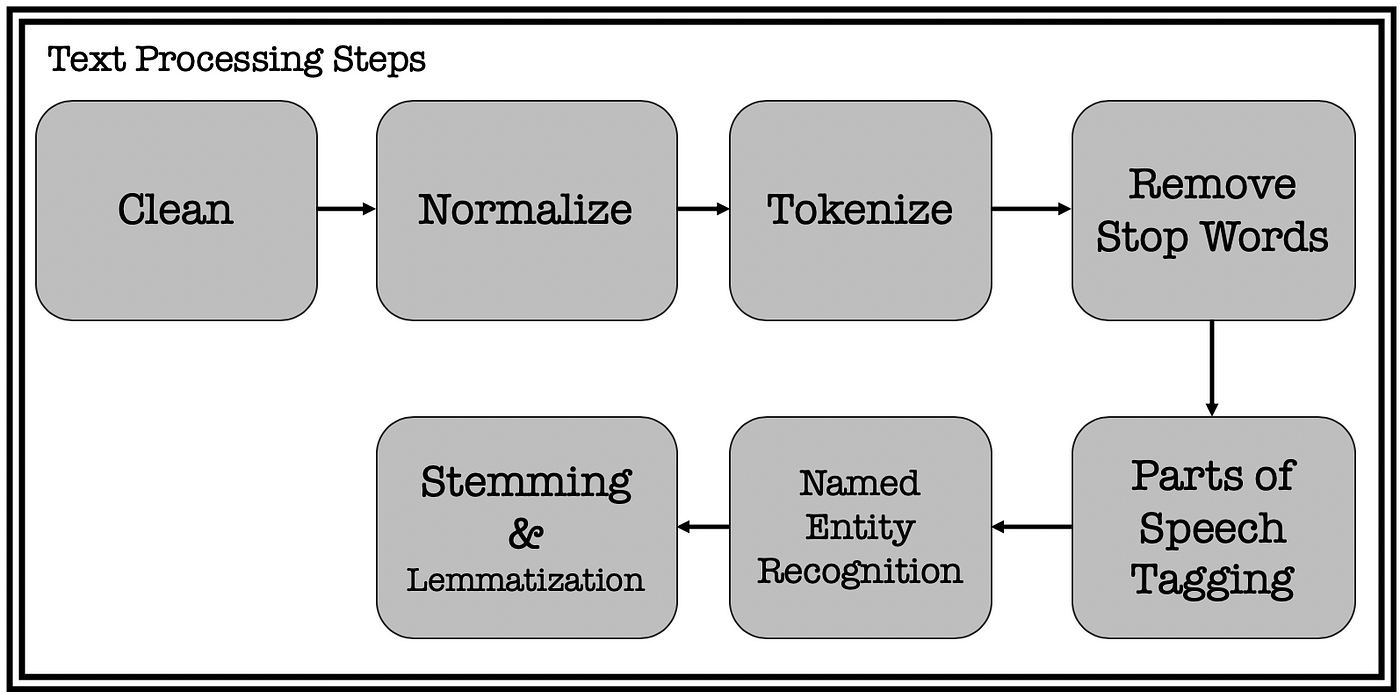 Text Processing Steps
Clean
Normalize
Tokenize
Remove
Stop Words
Parts of
Speech
Tagging
Named
Entity
Recognition
Stemming
&
Lemmatization